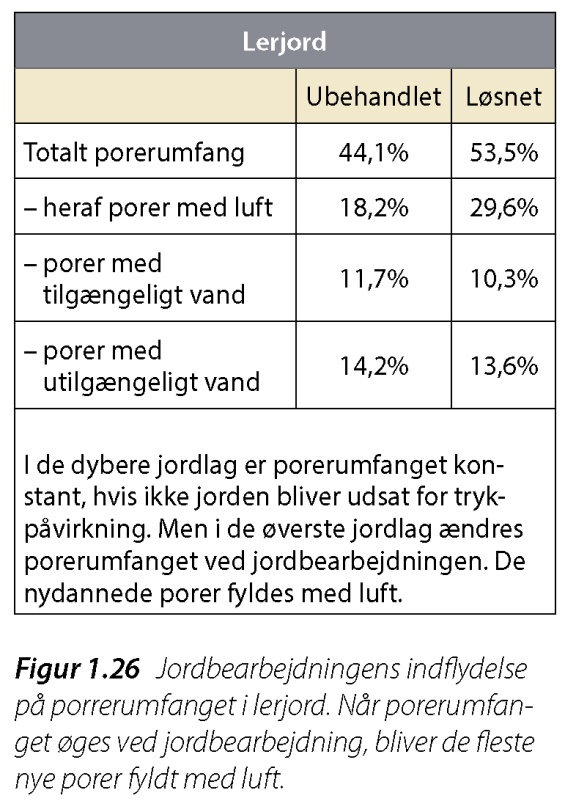 Lerjord
Ubehandlet Løsnet
Totalt porerumfang 44,1% 53,5%
– heraf porer med luft 18,2% 29,6%
– porer med
tilgængeligt vand 11,7% 10,3%
– porer med
utilgængeligt vand 14,2% 13,6%
I de dybere jordlag er porerumfanget kon-
stant, hvis ikke jorden bliver udsat for tryk-
påvirkning. Men i de øverste jordlag ændres
porerumfanget ved jordbearbejdningen. De
nydannede porer fyldes med luft.
Figur 1.26 Jordbearbejdningens indflydelse
på porrerumfanget i lerjord. Når porerumfan-
get øges ved jordbearbejdning, bliver de fleste
nye porer fyldt med luft.